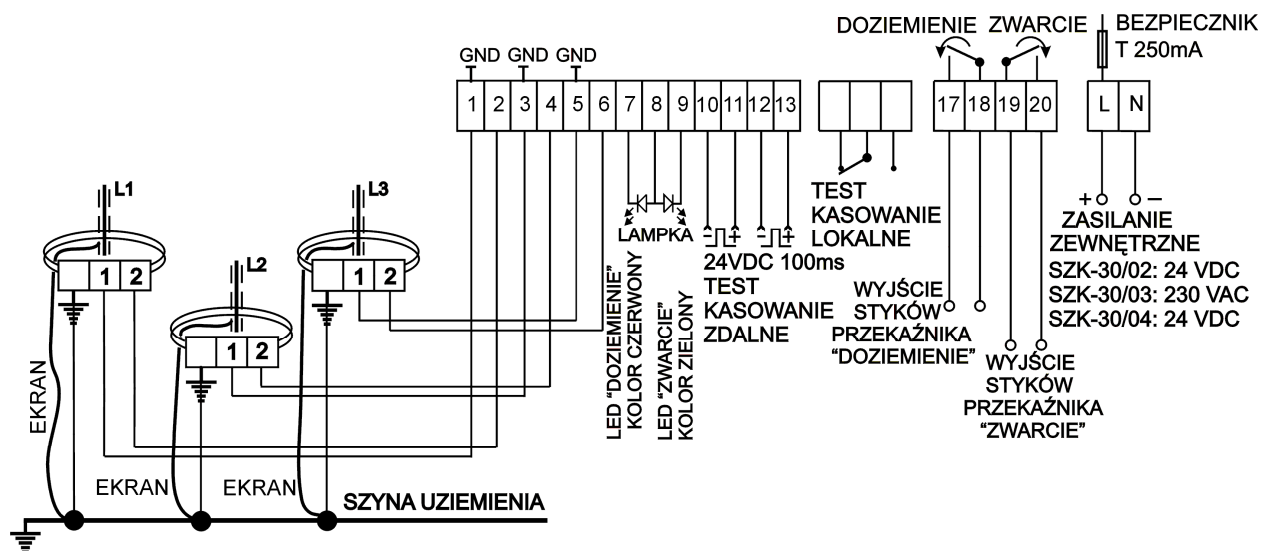 DOZIEMIENIE ZWARCIE
BEZPIECZNIK
T 250mA
GND GND GND
1 2 3 4 5 6 7 8 9 10 11 12 13
17 18 19 20
L N
L1
L3
L2
1 2
1 2
1 2
LAMPKA
LED "DOZIEMIENIE"
KOLOR CZERWONY
LED "ZWARCIE"
KOLOR ZIELONY
- +
- +
24VDC 100ms
TEST
KASOWANIE
ZDALNE
TEST
KASOWANIE
LOKALNE
WYJŚCIE
STYKÓW
PRZEKAŹNIKA
"DOZIEMIENIE"
WYJŚCIE
STYKÓW
PRZEKAŹNIKA
"ZWARCIE"
+ –
ZASILANIE
ZEWNĘTRZNE
SZK-30/02: 24 VDC
SZK-30/03: 230 VAC
SZK-30/04: 24 VDC
EKRAN
EKRAN
EKRAN
SZYNA UZIEMIENIA